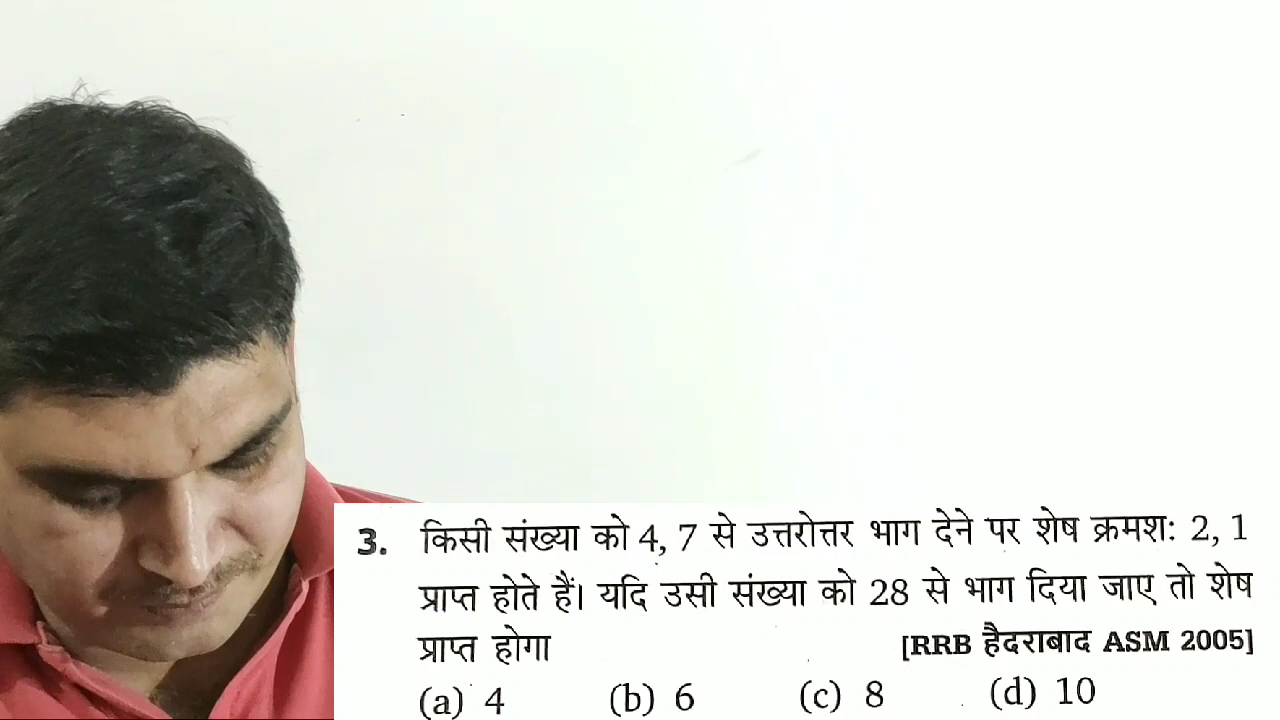 3. किसी संख्या को 4, 7 से उत्तरोत्तर भाग देने पर शेष क्रमश: 2, 1
प्राप्त होते हैं। यदि उसी संख्या को 28 से भाग दिया जाए तो शेष
प्राप्त होगा [RRB हैदराबाद ASM 2005]
(a) 4 (b) 6 (c) 8 (d) 10